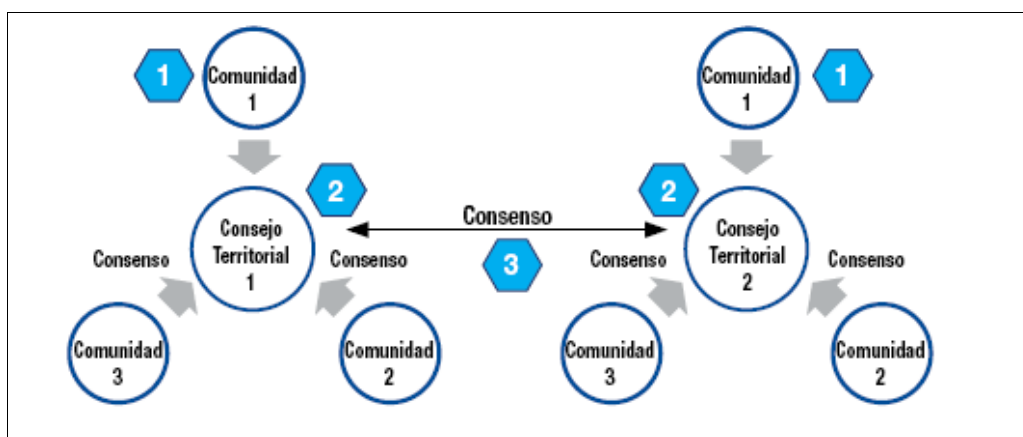 1
Comunidad
1
Comunidad
1
1
2
2
Consenso
Consejo
Territorial
1
Consejo
Territorial
2
3
Consenso
Consenso
Consenso
Consenso
Comunidad
3
Comunidad
2
Comunidad
3
Comunidad
2